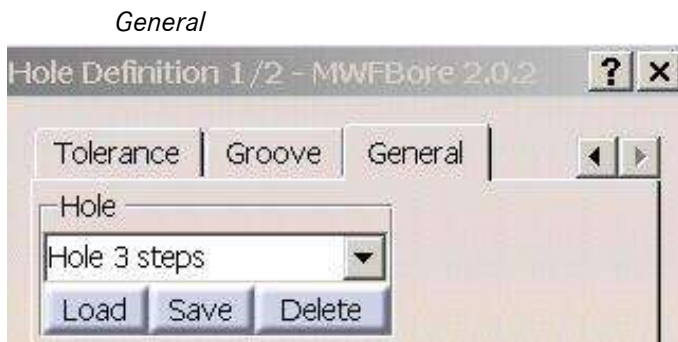 General
Hole Definition 1/2 - MWFBore 2.0.2 ? ×
Tolerance Groove General
Hole
Hole 3 steps
Load Save Delete